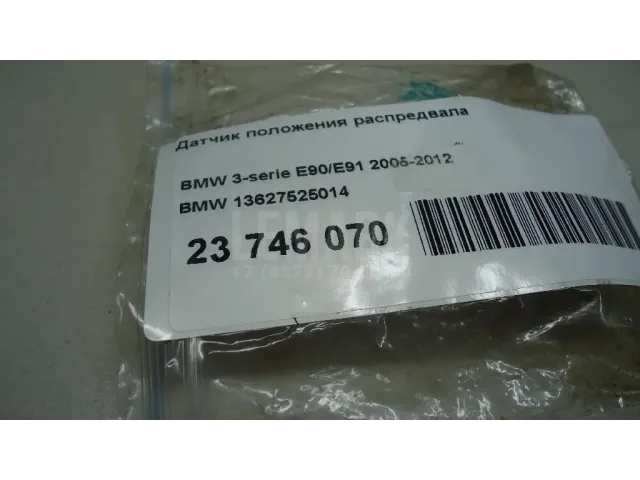 Датчик положения распредвала
BMW 3-serie E90/E91 2005-2012
BMW 13627525014
23 746 070